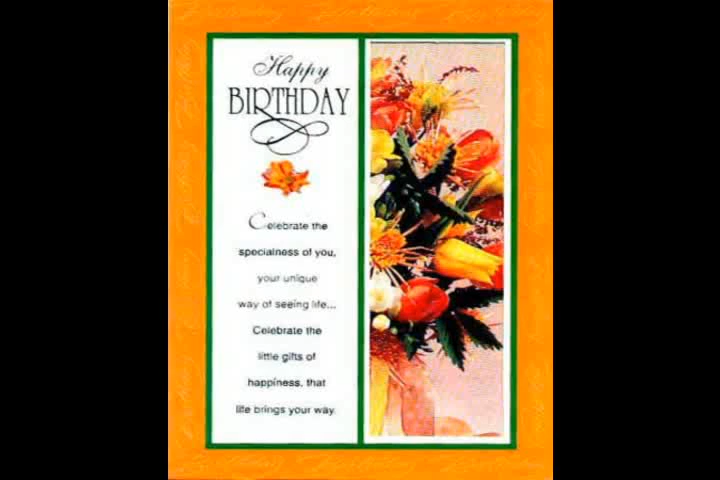 Happy
BIRTHDAY
Celebrate the
specialness of you,
your unique
way of seeing life...
Celebrate the
little gifts of
happiness, that
life brings your way.